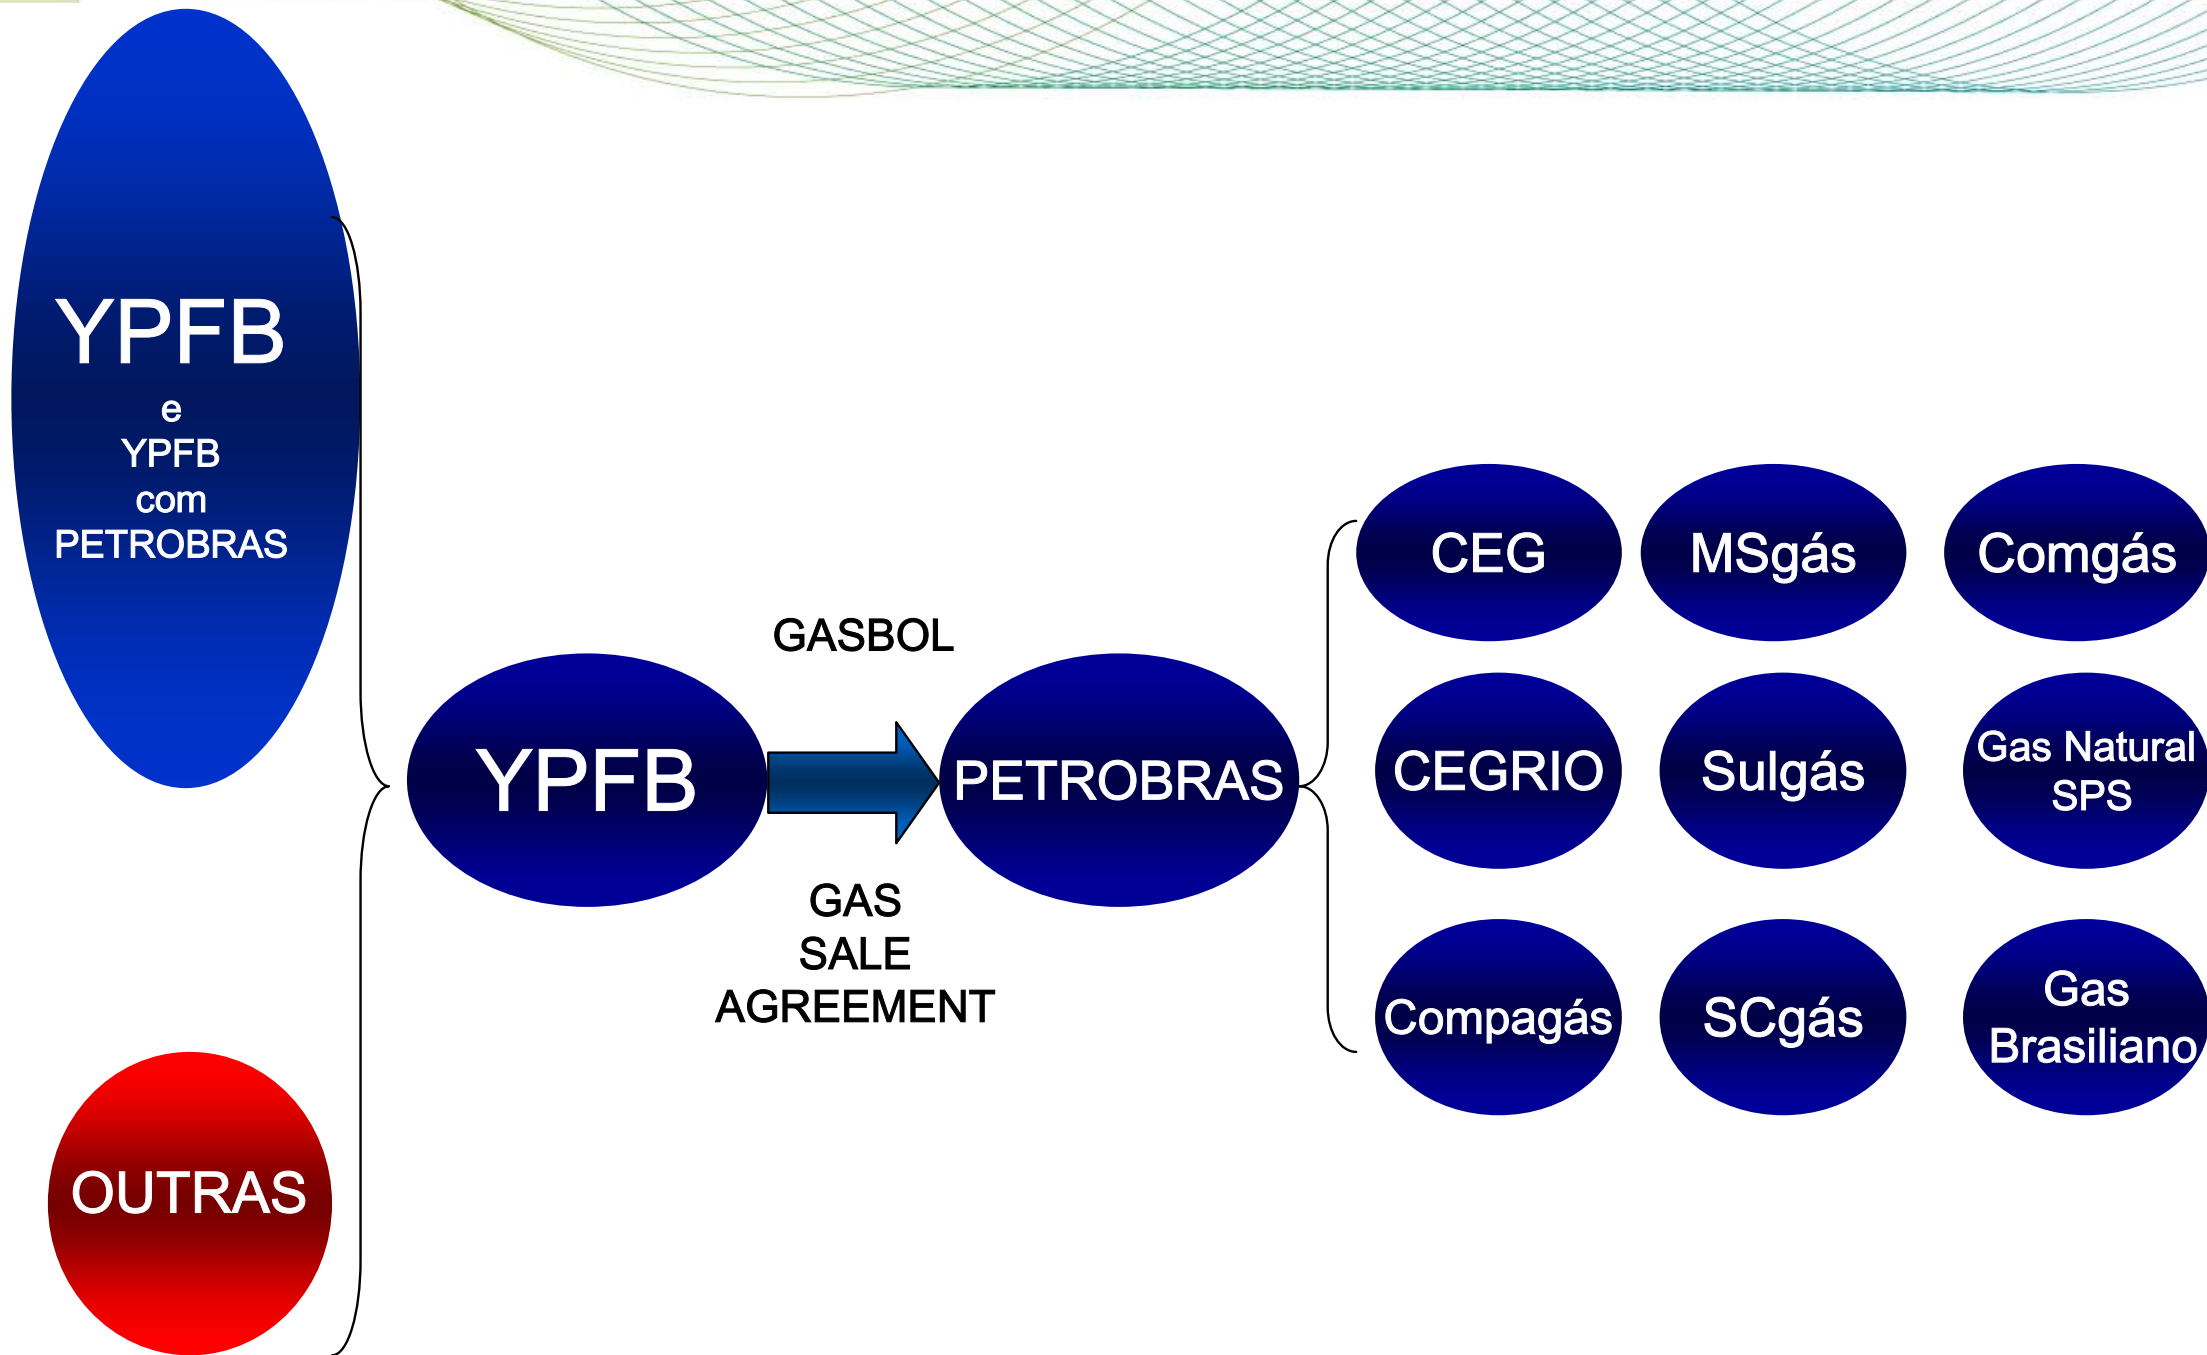 YPFB
e
YPFB
com
PETROBRAS
OUTRAS
YPFB
GASBOL
GAS
SALE
AGREEMENT
PETROBRAS
CEG
MSgás
Comgás
CEGRIO
Sulgás
Gas Natural
SPS
Compagás
SCgás
Gas
Brasiliano